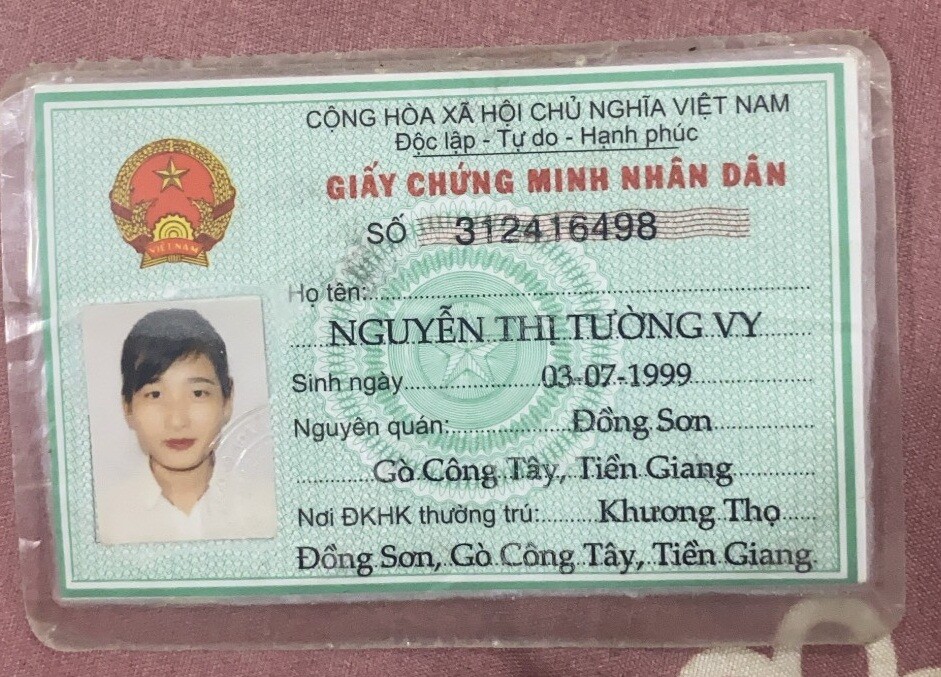 CỘNG HÒA XÃ HỘI CHỦ NGHĨA VIỆT NAM
Độc lập - Tự do - Hạnh phúc
GIẤY CHỨNG MINH NHÂN DÂN
SỐ 312416498
VIỆT NAM
Họ tên:
NGUYỄN THỊ TƯỜNG VY
Sinh ngày 03-07-1999
Nguyên quán: Đồng Sơn
Gò Công Tây, Tiền Giang
Nơi ĐKHK thường trú: Khương Thọ
Đồng Sơn, Gò Công Tây, Tiền Giang